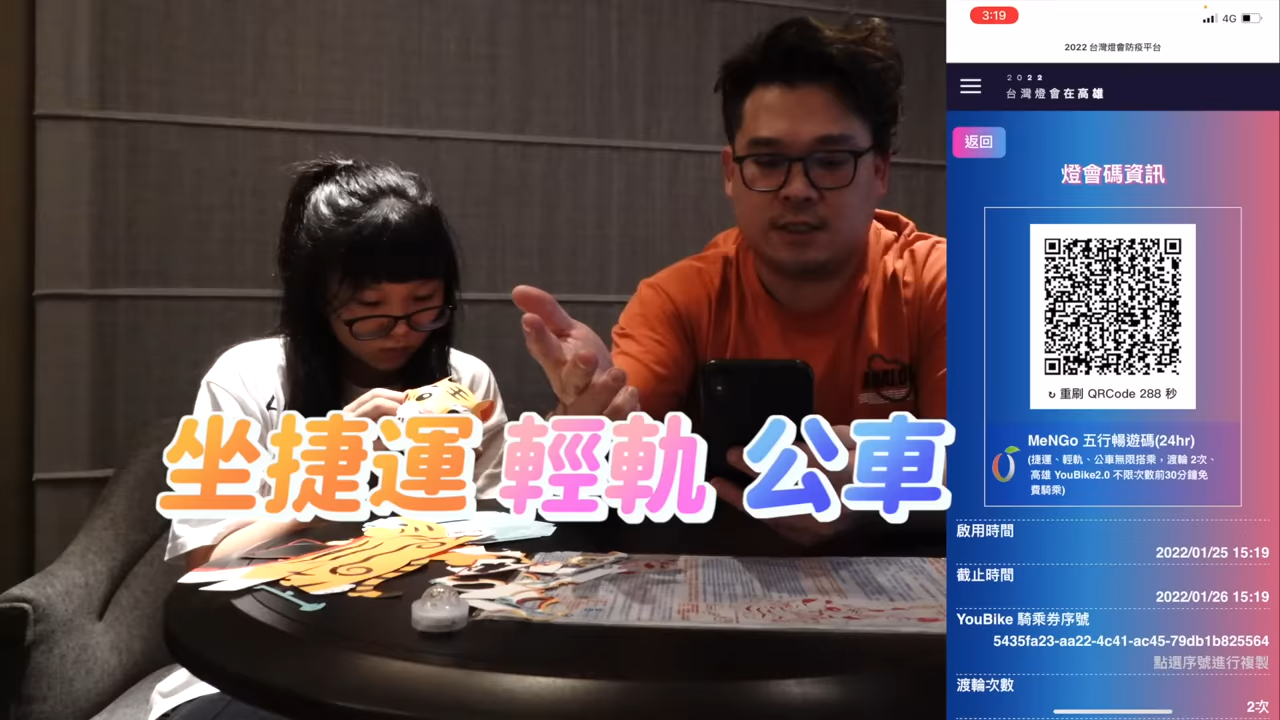 坐捷運 輕軌 公車
3:19
4G
2022 台灣燈會防疫平台
2022
台灣燈會在高雄
返回
燈會碼資訊
↻ 重刷 QRCode 288 秒
MeNGo 五行暢遊碼(24hr)
(捷運、輕軌、公車無限搭乘，渡輪 2次、
高雄 YouBike2.0 不限次數前30分鐘免
費騎乘)
啟用時間
2022/01/25 15:19
截止時間
2022/01/26 15:19
YouBike 騎乘券序號
5435fa23-aa22-4c41-ac45-79db1b825564
點選序號進行複製
渡輪次數
2次